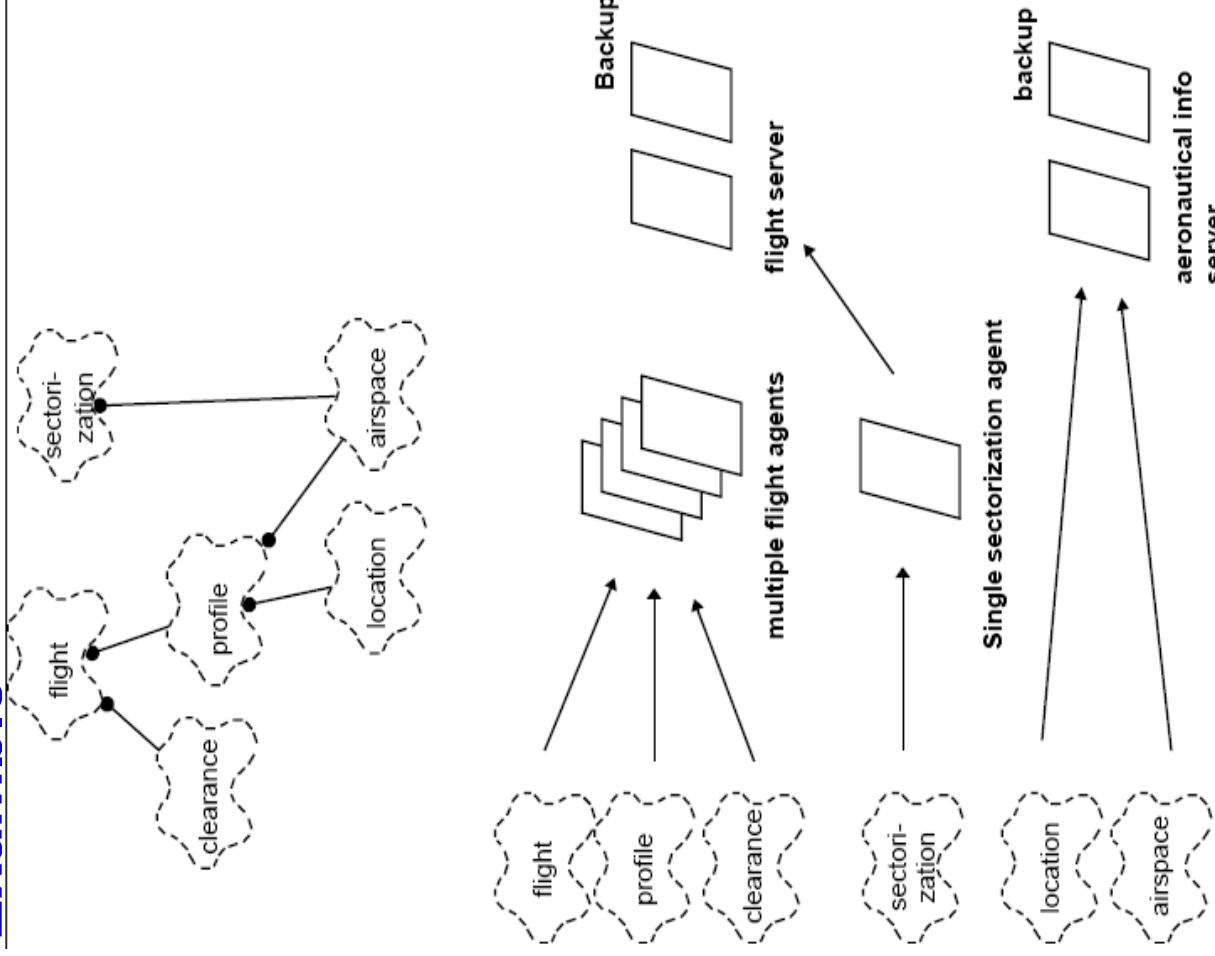 sectori-
zation
flight
profile
airspace
location
clearance
Backup
flight server
multiple flight agents
backup
aeronautical info
server
Single sectorization agent
flight
profile
clearance
sectori-
zation
location
airspace